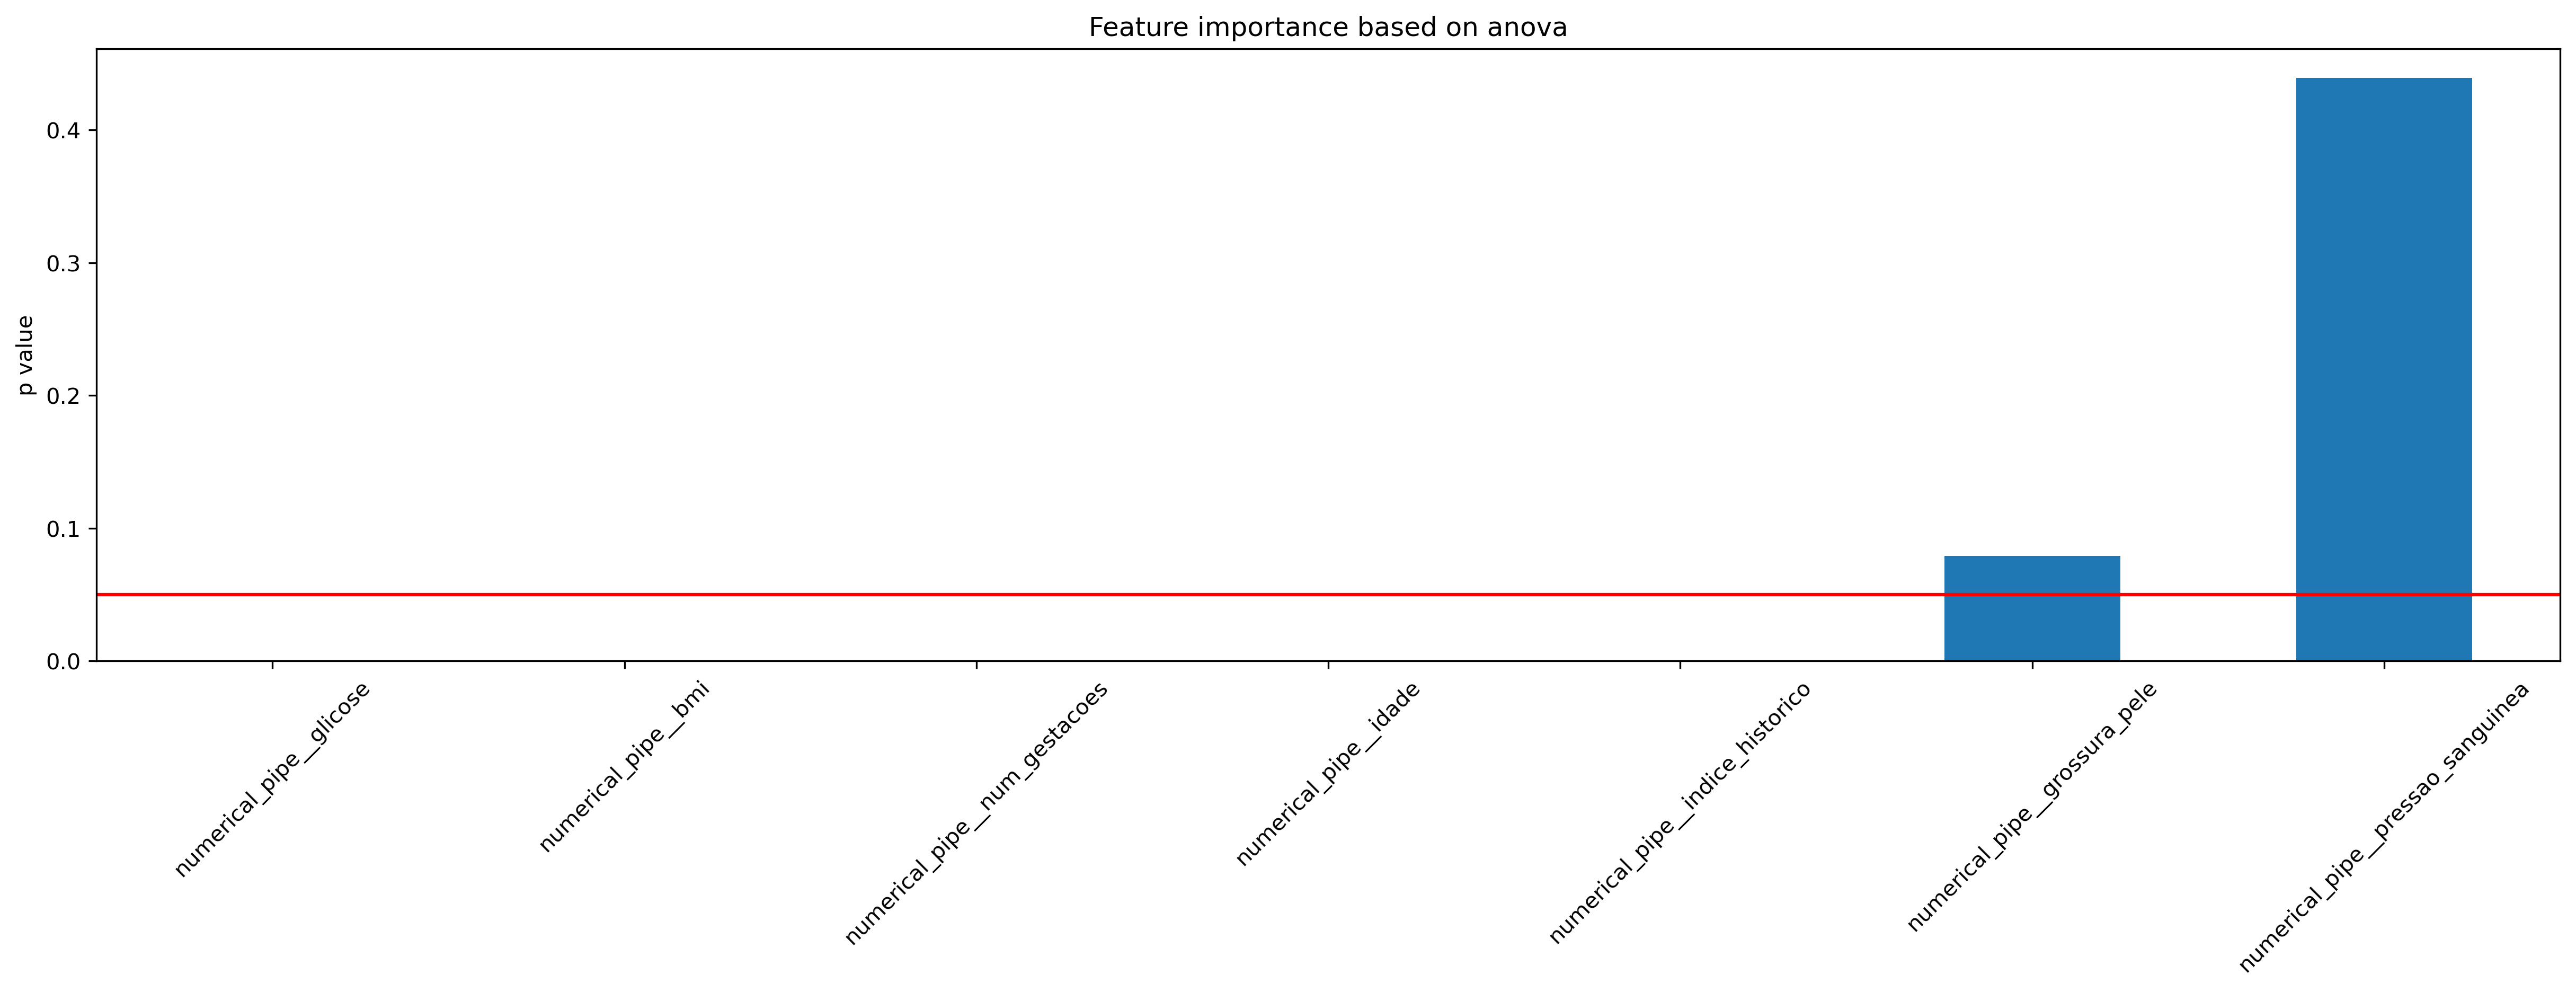 Feature importance based on anova
p value
0.4
0.3
0.2
0.1
0.0
numerical_pipe__glicose
numerical_pipe__bmi
numerical_pipe__num_gestacoes
numerical_pipe__idade
numerical_pipe__indice_historico
numerical_pipe__grossura_pele
numerical_pipe__pressao_sanguinea